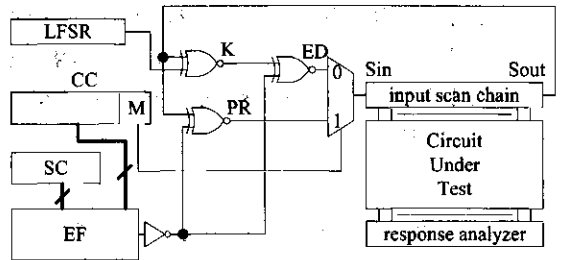 LFSR
K
ED
CC
0
Sin
Sout
M
PR
input scan chain
1
Circuit
Under
Test
SC
EF
response analyzer